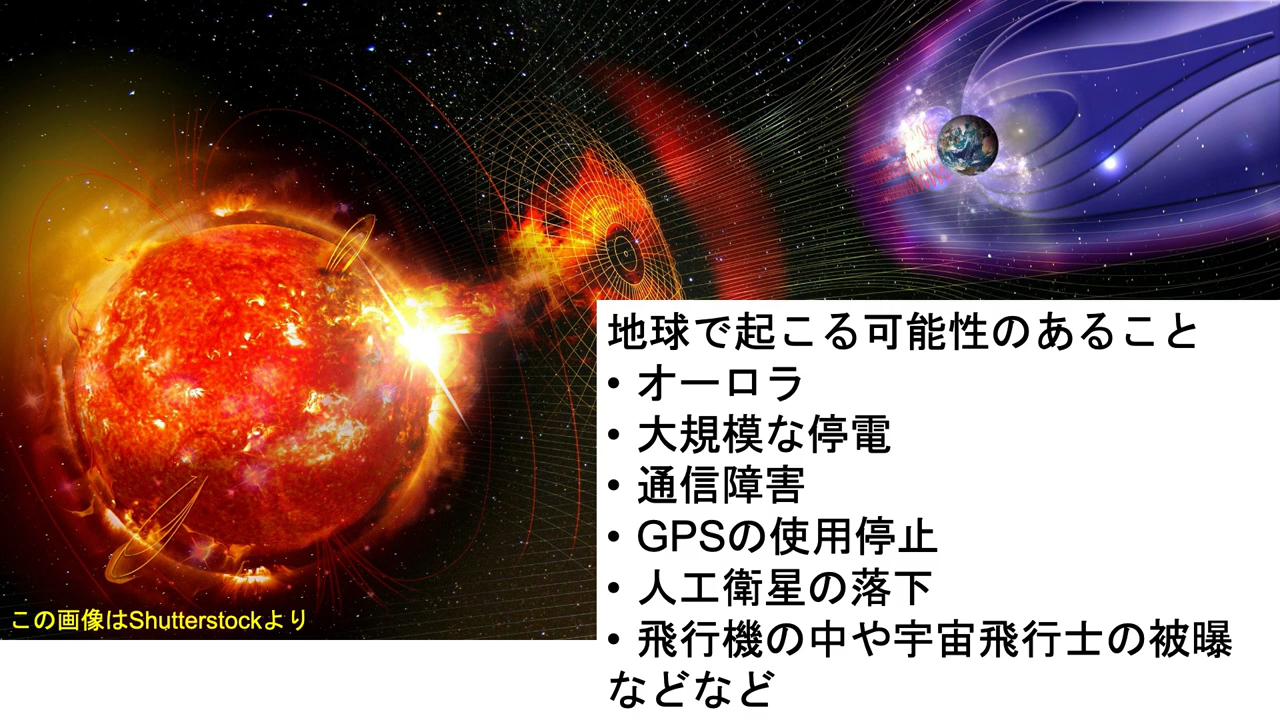 地球で起こる可能性のあること
• オーロラ
• 大規模な停電
• 通信障害
• GPSの使用停止
• 人工衛星の落下
• 飛行機の中や宇宙飛行士の被曝
などなど
この画像はShutterstockより